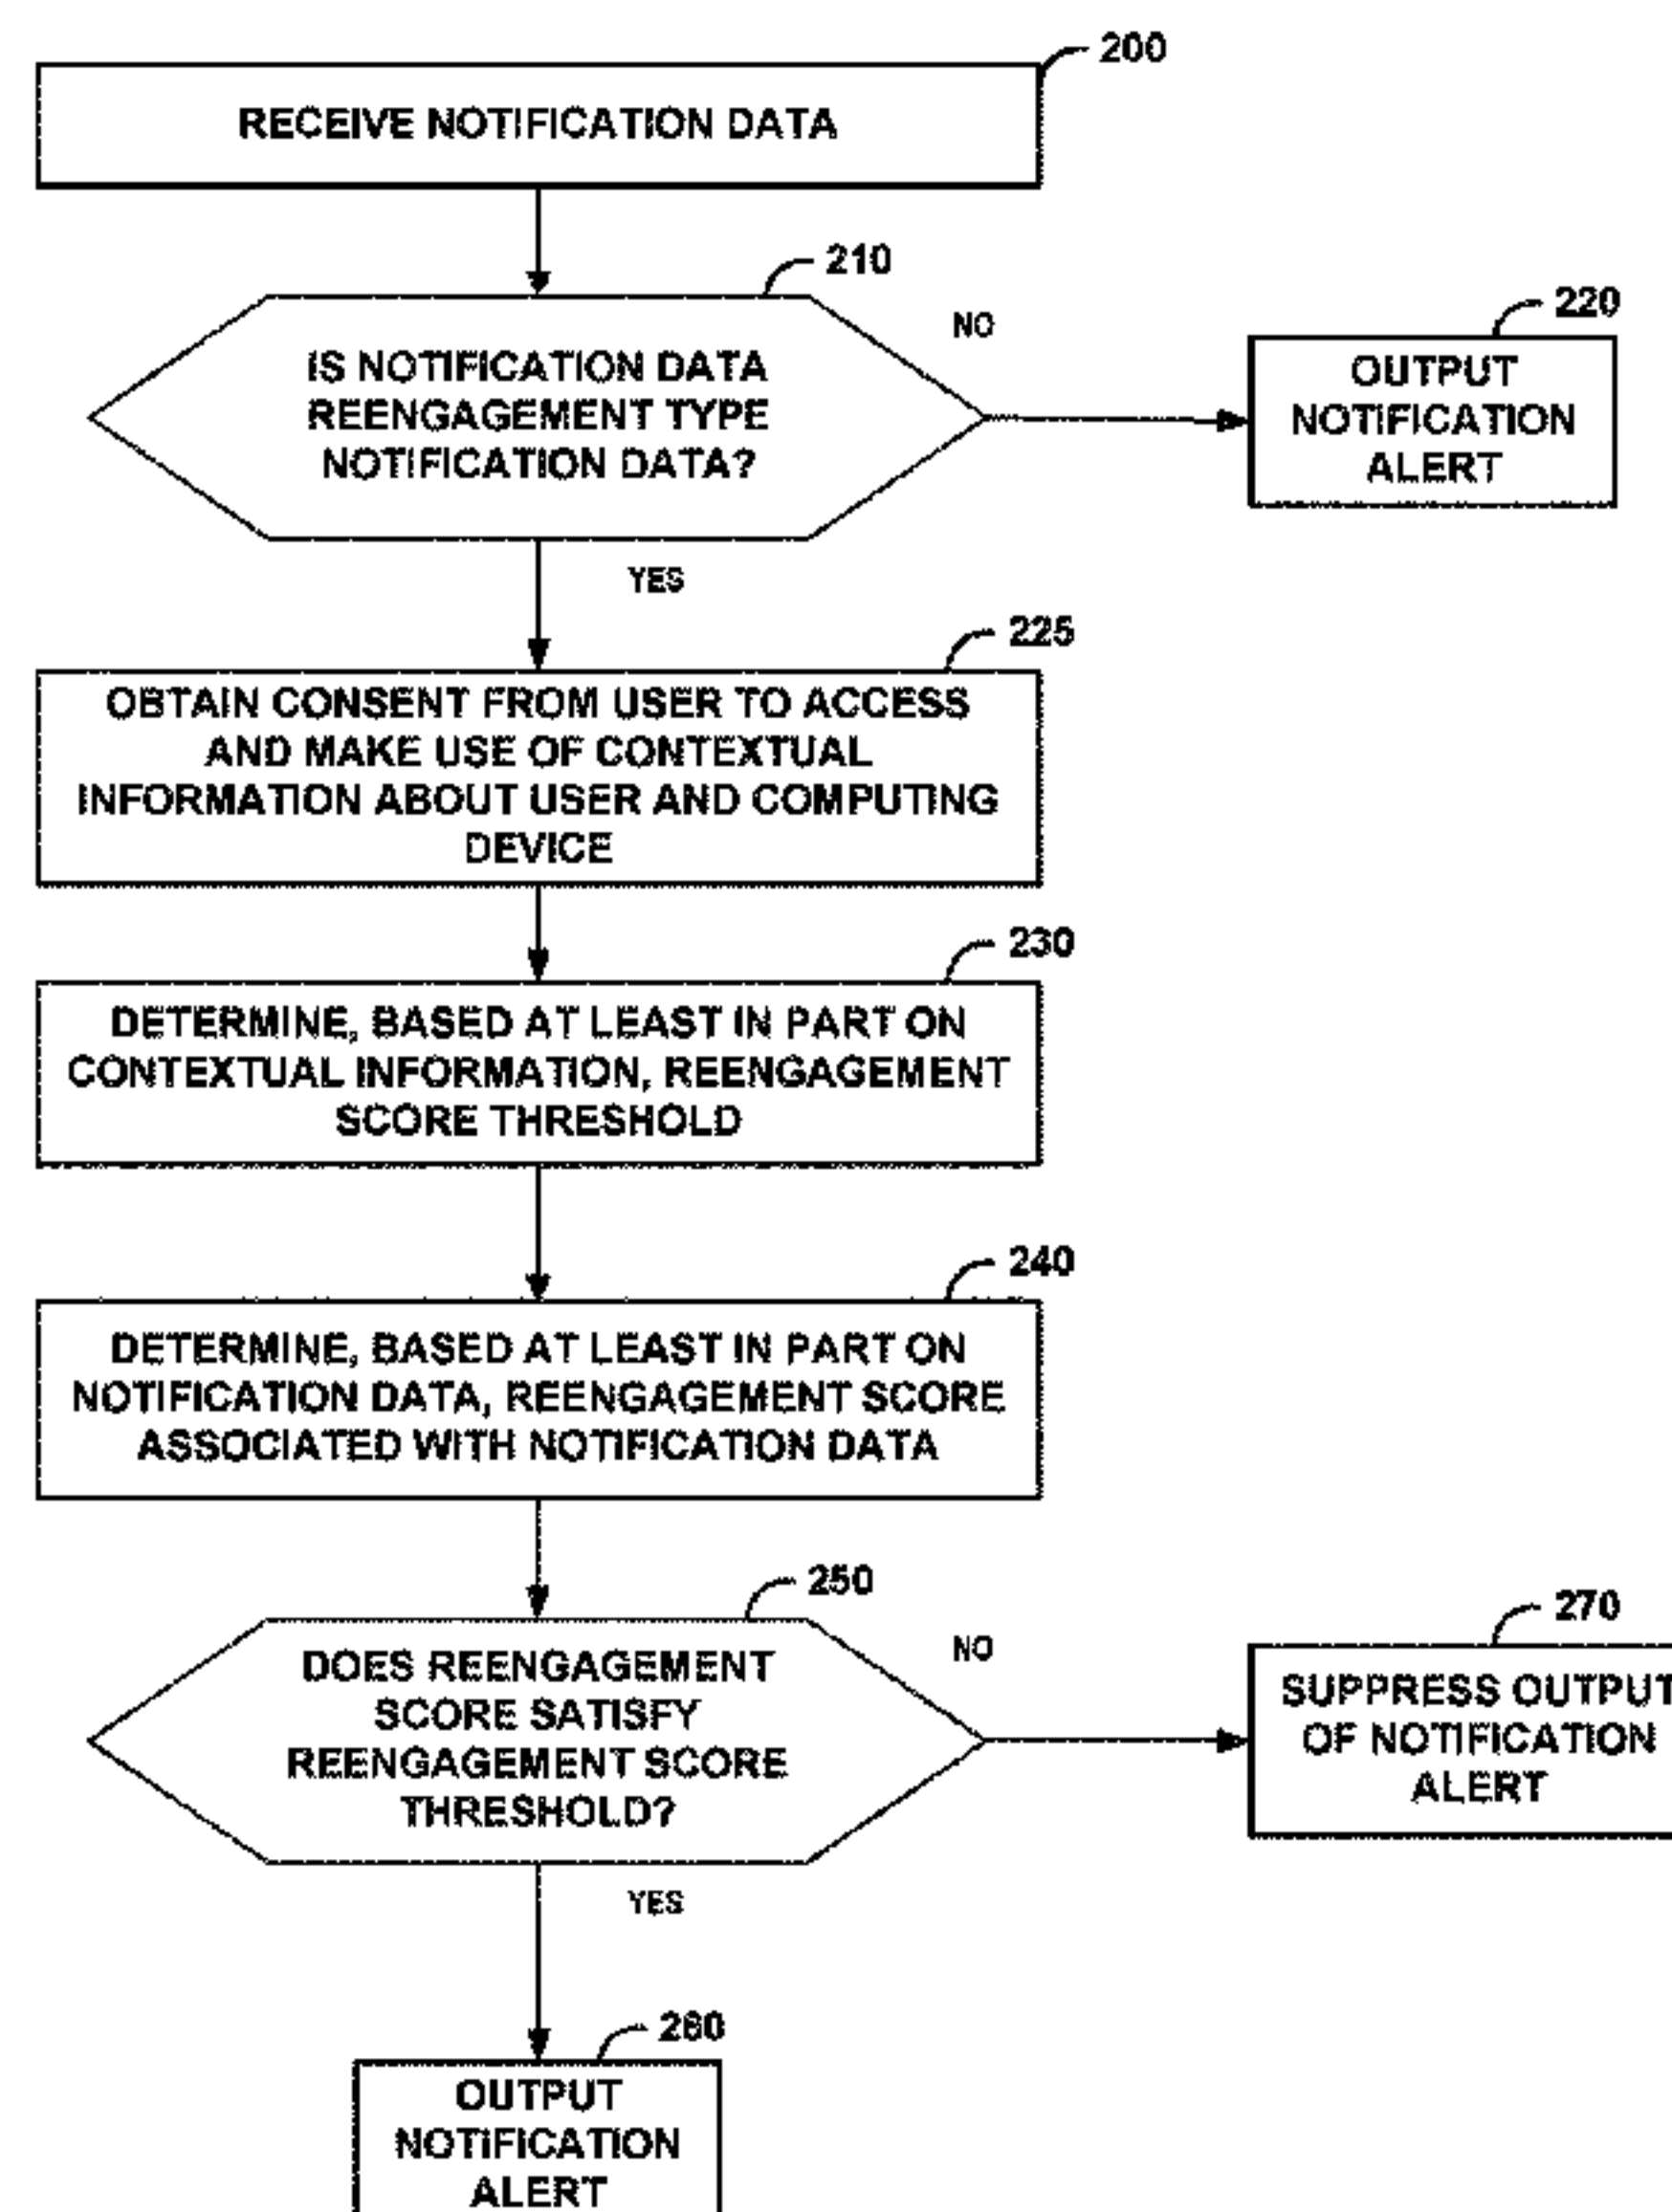 200
RECEIVE NOTIFICATION DATA
210
NO
220
IS NOTIFICATION DATA
REENGAGEMENT TYPE
NOTIFICATION DATA?
OUTPUT
NOTIFICATION
ALERT
YES
225
OBTAIN CONSENT FROM USER TO ACCESS
AND MAKE USE OF CONTEXTUAL
INFORMATION ABOUT USER AND COMPUTING
DEVICE
230
DETERMINE, BASED AT LEAST IN PART ON
CONTEXTUAL INFORMATION, REENGAGEMENT
SCORE THRESHOLD
240
DETERMINE, BASED AT LEAST IN PART ON
NOTIFICATION DATA, REENGAGEMENT SCORE
ASSOCIATED WITH NOTIFICATION DATA
250
NO
270
DOES REENGAGEMENT
SCORE SATISFY
REENGAGEMENT SCORE
THRESHOLD?
SUPPRESS OUTPUT
OF NOTIFICATION
ALERT
YES
260
OUTPUT
NOTIFICATION
ALERT